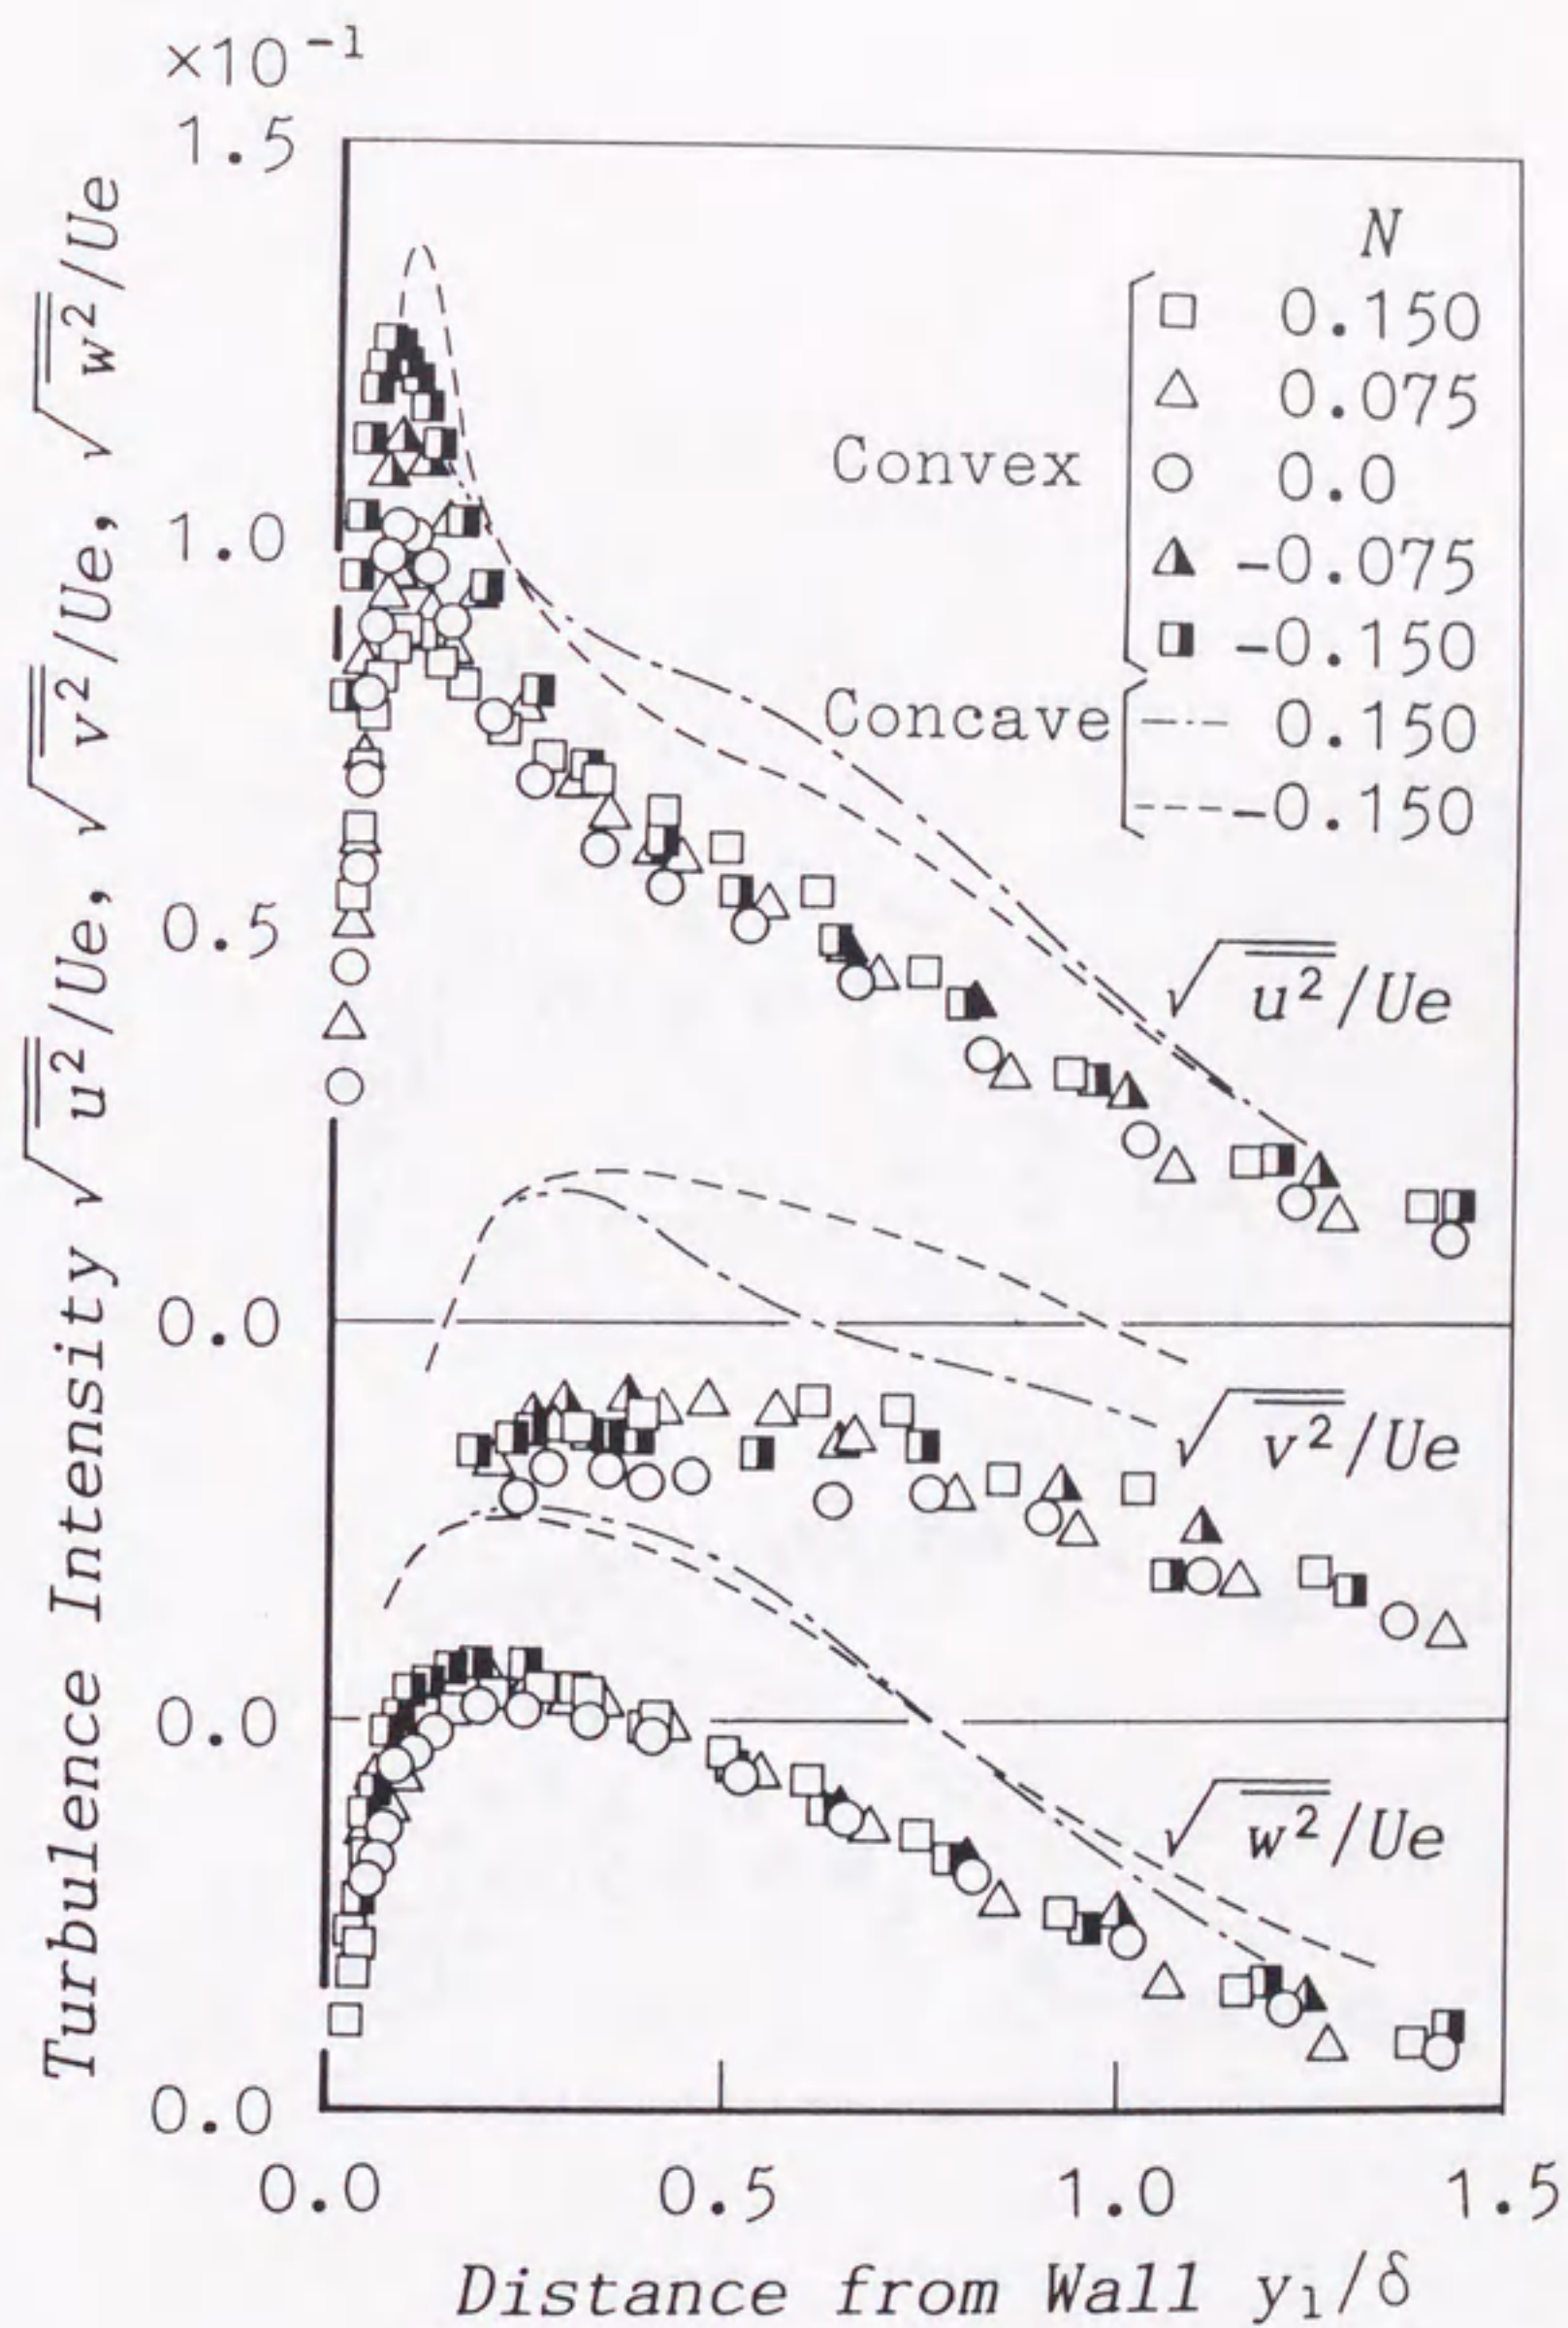 ×10⁻¹
1.5
1.0
0.5
0.0
0.0
0.0
Turbulence Intensity √u²/Ue, √v²/Ue, √w²/Ue
N
Convex
□ 0.150
△ 0.075
○ 0.0
◮ -0.075
◨ -0.150
Concave
—·— 0.150
---- -0.150
√u²/Ue
√v²/Ue
√w²/Ue
0.0 0.5 1.0 1.5
Distance from Wall y₁/δ